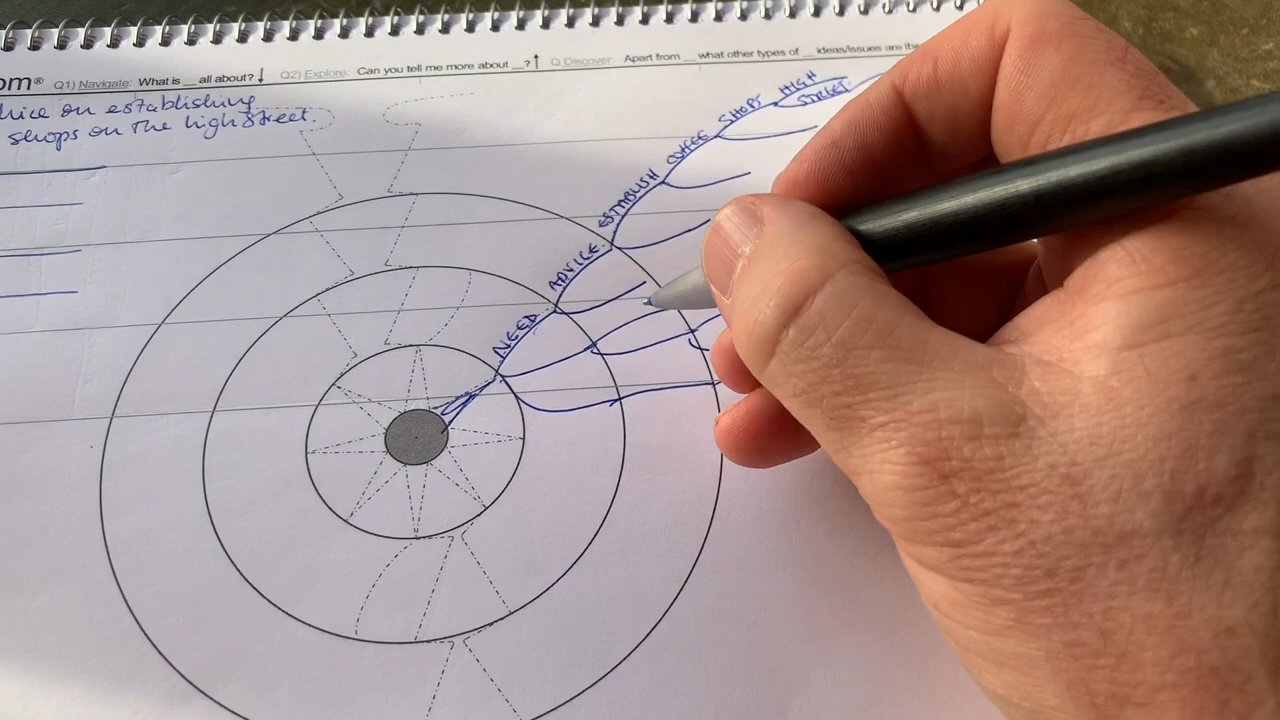 om® Q1) Navigate: What is __ all about?↓ Q2) Explore: Can you tell me more about __?↑ Q Discover Apart from __ what other types of __ ideas/issues are the
vice on establishing
shops on the high street.
NEED ADVICE ESTABLISH COFFEE SHOPS HIGH
STREET